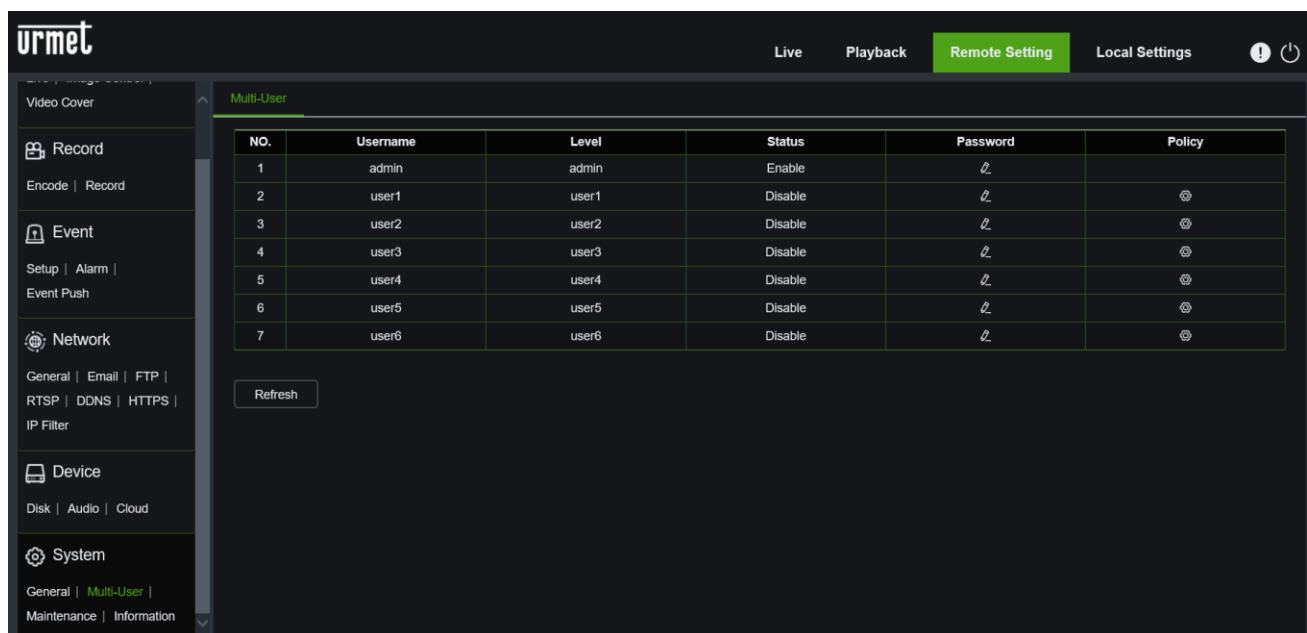 urmet
Live Playback Remote Setting Local Settings
Live | Image Control |
Video Cover
Record
Encode | Record
Event
Setup | Alarm |
Event Push
Network
General | Email | FTP |
RTSP | DDNS | HTTPS |
IP Filter
Device
Disk | Audio | Cloud
System
General | Multi-User |
Maintenance | Information
Multi-User
NO. Username Level Status Password Policy
1 admin admin Enable
2 user1 user1 Disable
3 user2 user2 Disable
4 user3 user3 Disable
5 user4 user4 Disable
6 user5 user5 Disable
7 user6 user6 Disable
Refresh